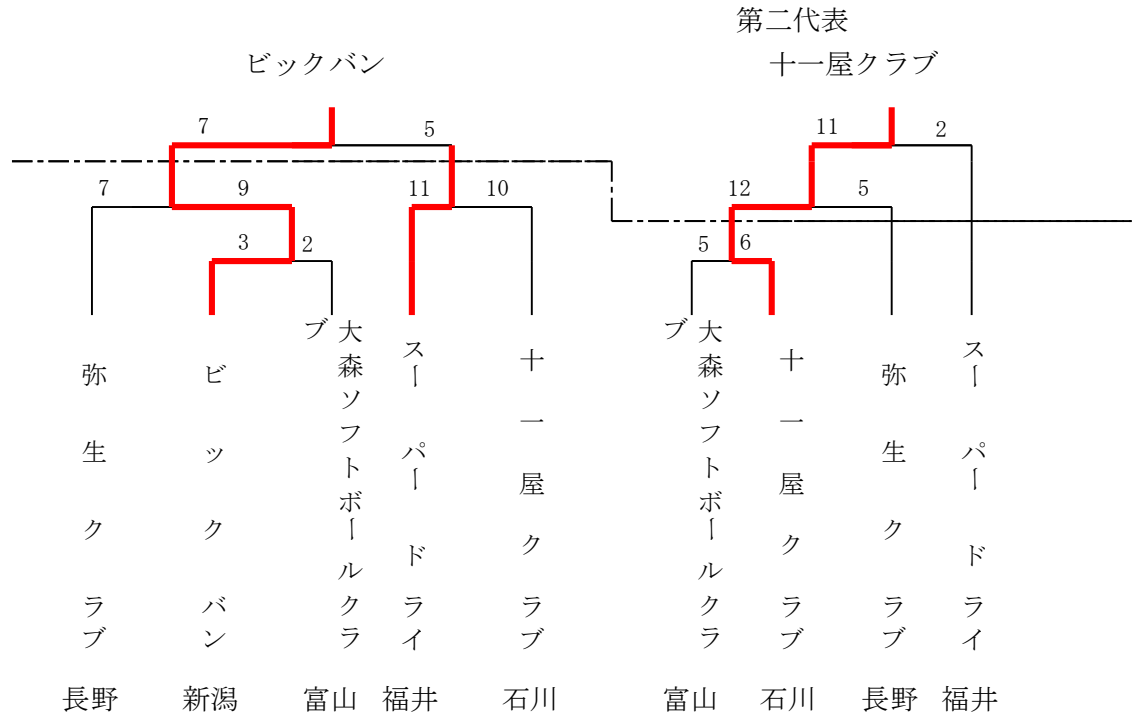 第二代表
ビックバン
十一屋クラブ
7
5
11
2
7
9
11
10
12
5
3
2
5
6
弥生クラブ
ビックバン
大森ソフトボールクラブ
スーパードライ
十一屋クラブ
大森ソフトボールクラブ
十一屋クラブ
弥生クラブ
スーパードライ
長野
新潟
富山
福井
石川
富山
石川
長野
福井